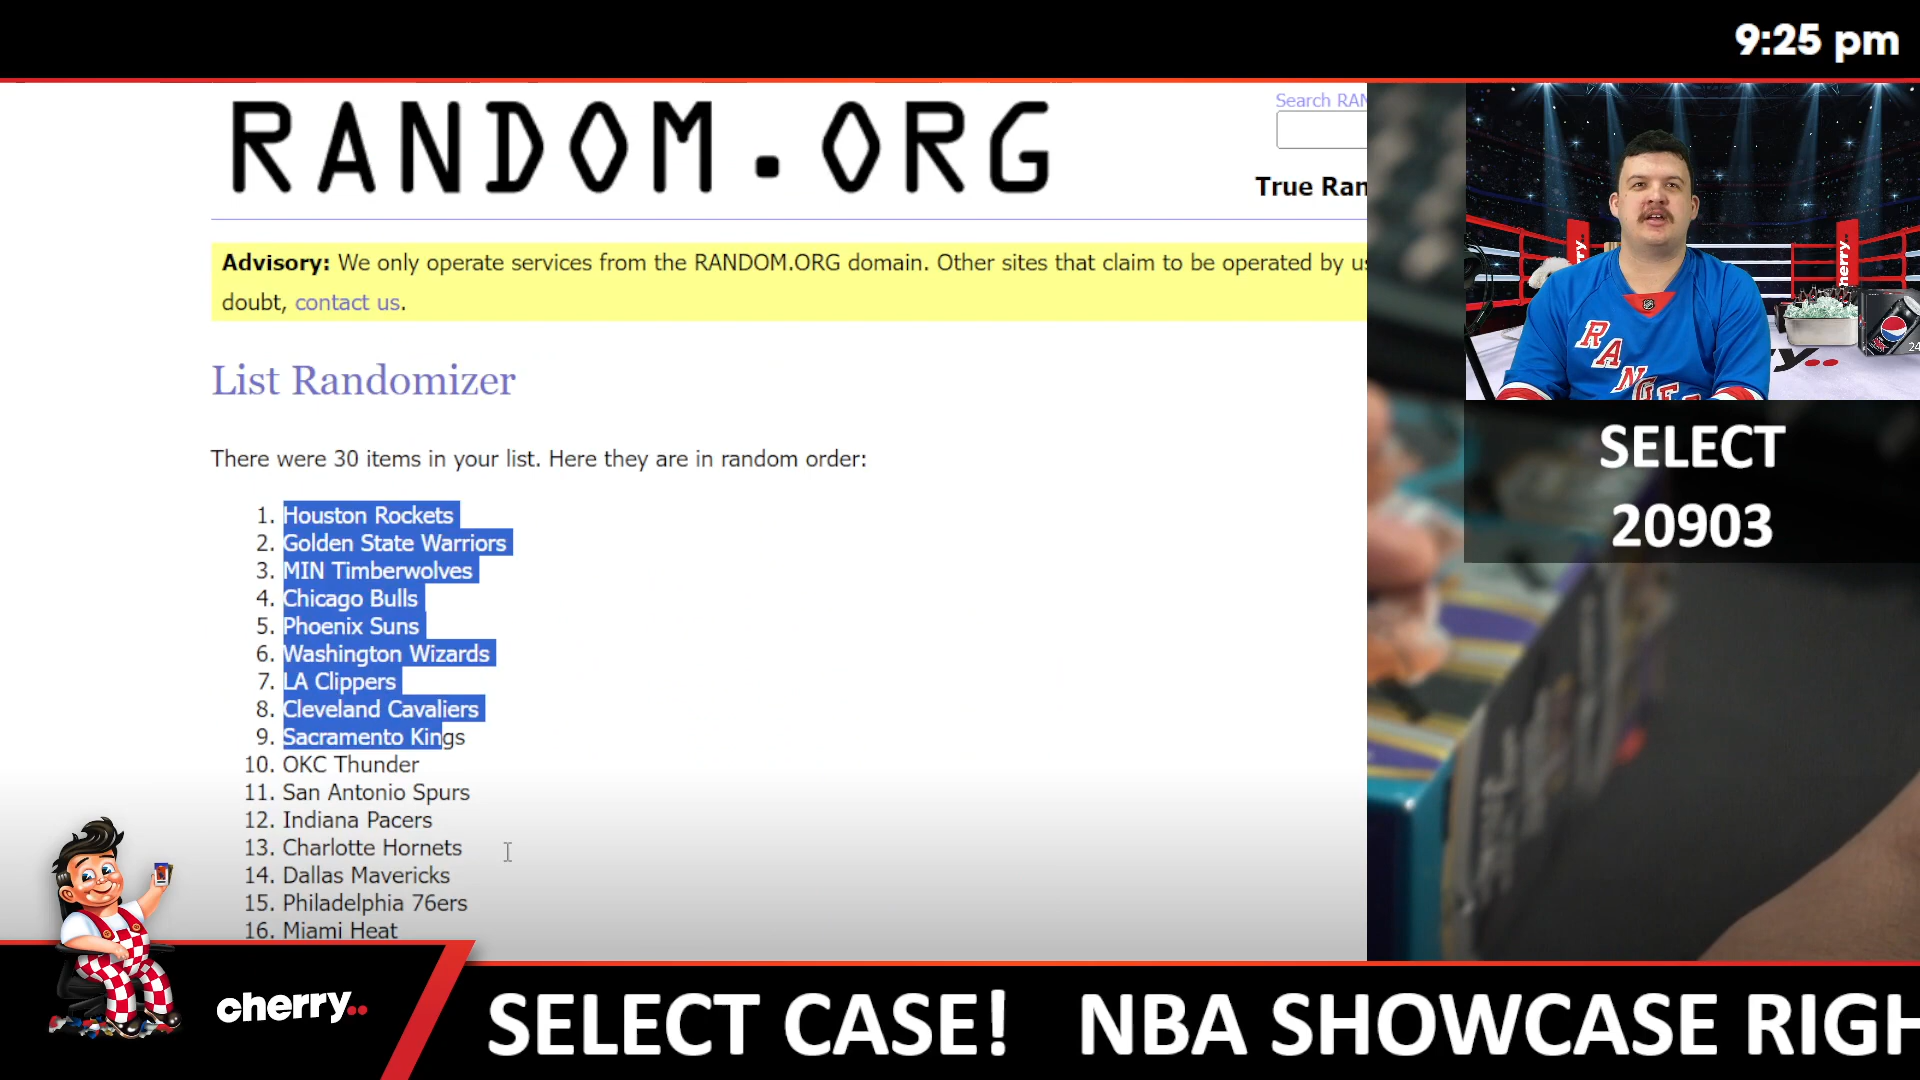 9:25 pm
RANDOM.ORG
Search RAN
True Ran
Advisory: We only operate services from the RANDOM.ORG domain. Other sites that claim to be operated by us
doubt, contact us.
List Randomizer
There were 30 items in your list. Here they are in random order:
1. Houston Rockets
2. Golden State Warriors
3. MIN Timberwolves
4. Chicago Bulls
5. Phoenix Suns
6. Washington Wizards
7. LA Clippers
8. Cleveland Cavaliers
9. Sacramento Kings
10. OKC Thunder
11. San Antonio Spurs
12. Indiana Pacers
13. Charlotte Hornets
14. Dallas Mavericks
15. Philadelphia 76ers
16. Miami Heat
herry..
herry..
RANGE
24
y..
SELECT
20903
cherry..
SELECT CASE! NBA SHOWCASE RIGH